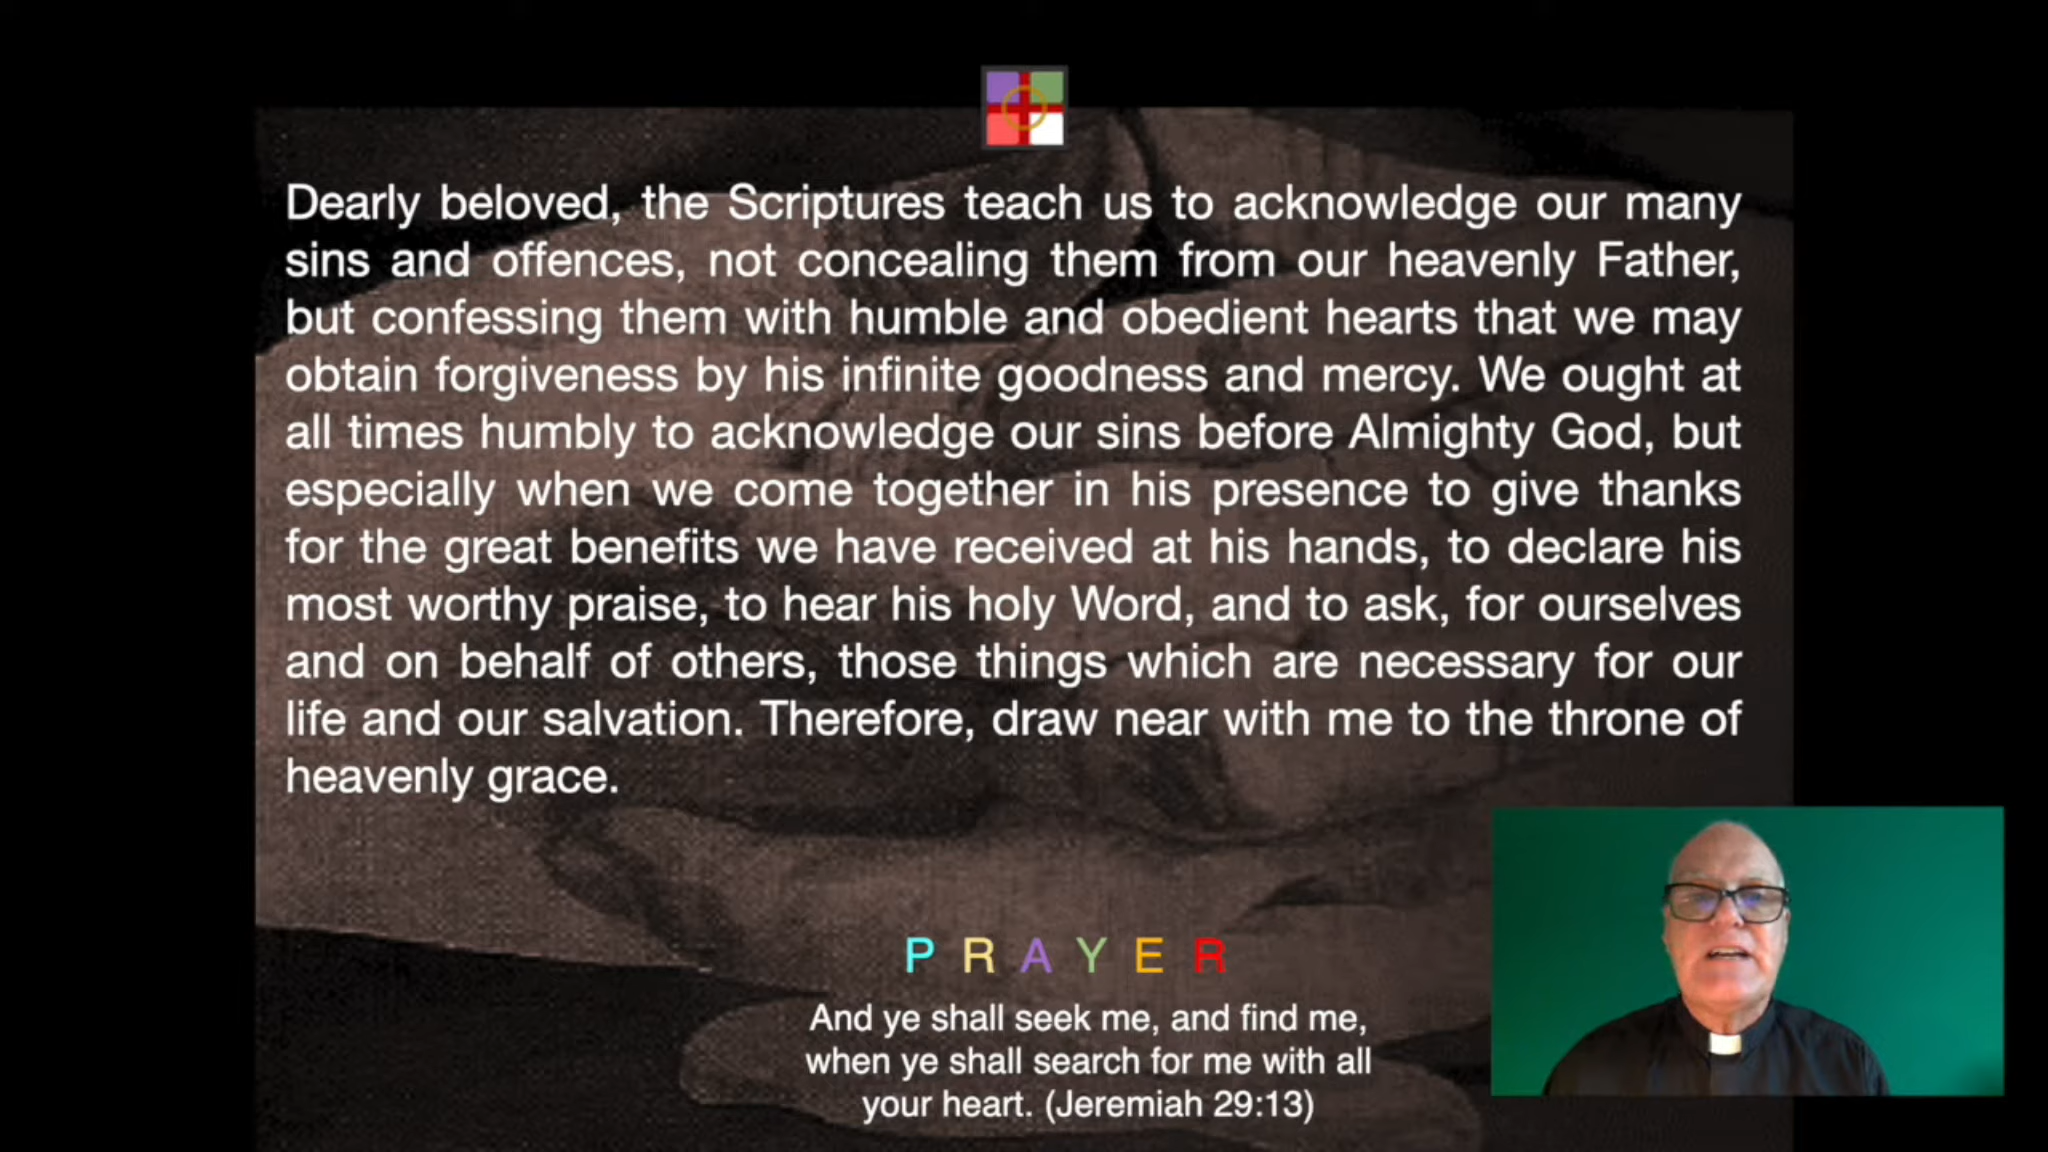 Dearly beloved, the Scriptures teach us to acknowledge our many
sins and offences, not concealing them from our heavenly Father,
but confessing them with humble and obedient hearts that we may
obtain forgiveness by his infinite goodness and mercy. We ought at
all times humbly to acknowledge our sins before Almighty God, but
especially when we come together in his presence to give thanks
for the great benefits we have received at his hands, to declare his
most worthy praise, to hear his holy Word, and to ask, for ourselves
and on behalf of others, those things which are necessary for our
life and our salvation. Therefore, draw near with me to the throne of
heavenly grace.
P R A Y E R
And ye shall seek me, and find me,
when ye shall search for me with all
your heart. (Jeremiah 29:13)